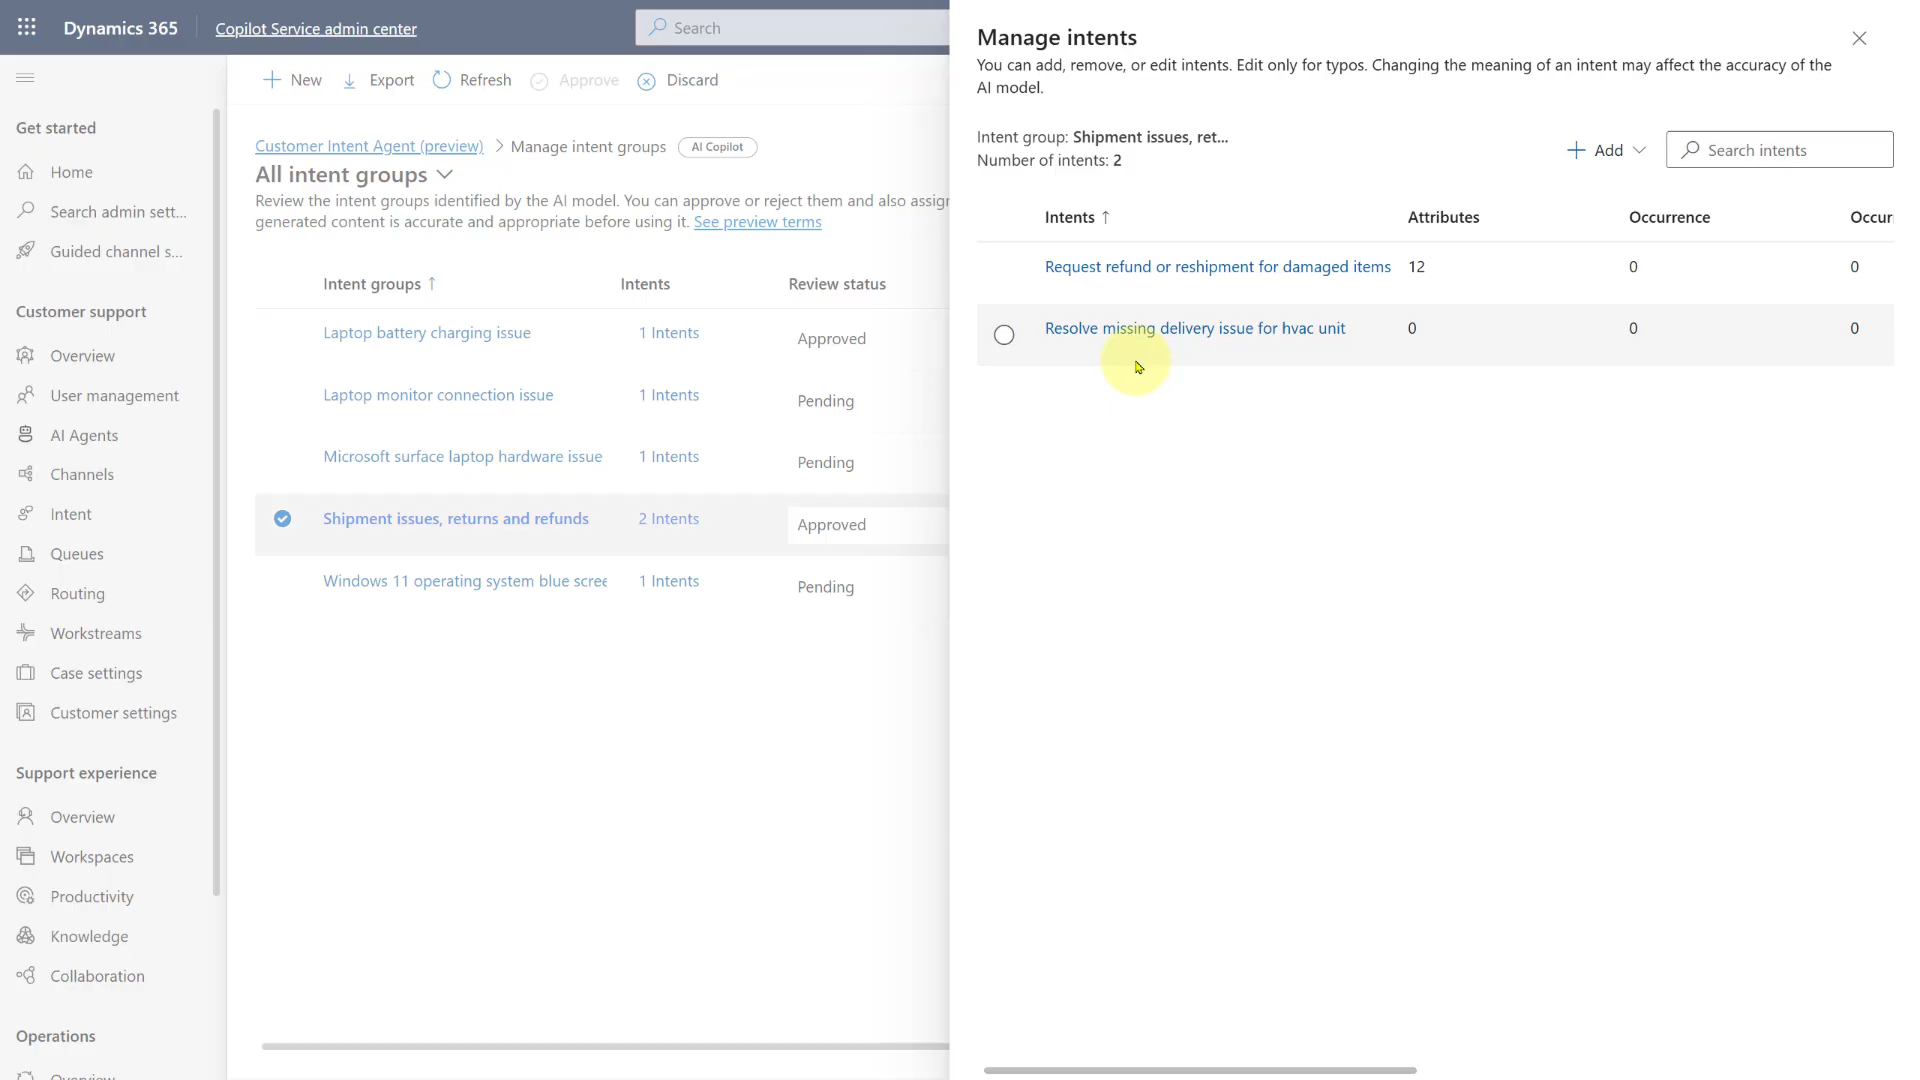 Dynamics 365
Copilot Service admin center
Search
New
Export
Refresh
Approve
Discard
Get started
Home
Search admin sett...
Guided channel s...
Customer support
Overview
User management
AI Agents
Channels
Intent
Queues
Routing
Workstreams
Case settings
Customer settings
Support experience
Overview
Workspaces
Productivity
Knowledge
Collaboration
Operations
Overview
Customer Intent Agent (preview) > Manage intent groups AI Copilot
All intent groups
Review the intent groups identified by the AI model. You can approve or reject them and also assign
generated content is accurate and appropriate before using it. See preview terms
Intent groups ↑ Intents Review status
Laptop battery charging issue 1 Intents Approved
Laptop monitor connection issue 1 Intents Pending
Microsoft surface laptop hardware issue 1 Intents Pending
Shipment issues, returns and refunds 2 Intents Approved
Windows 11 operating system blue scree 1 Intents Pending
Manage intents
You can add, remove, or edit intents. Edit only for typos. Changing the meaning of an intent may affect the accuracy of the
AI model.
Intent group: Shipment issues, ret...
Number of intents: 2
Add
Search intents
Intents ↑ Attributes Occurrence Occur
Request refund or reshipment for damaged items 12 0 0
Resolve missing delivery issue for hvac unit 0 0 0